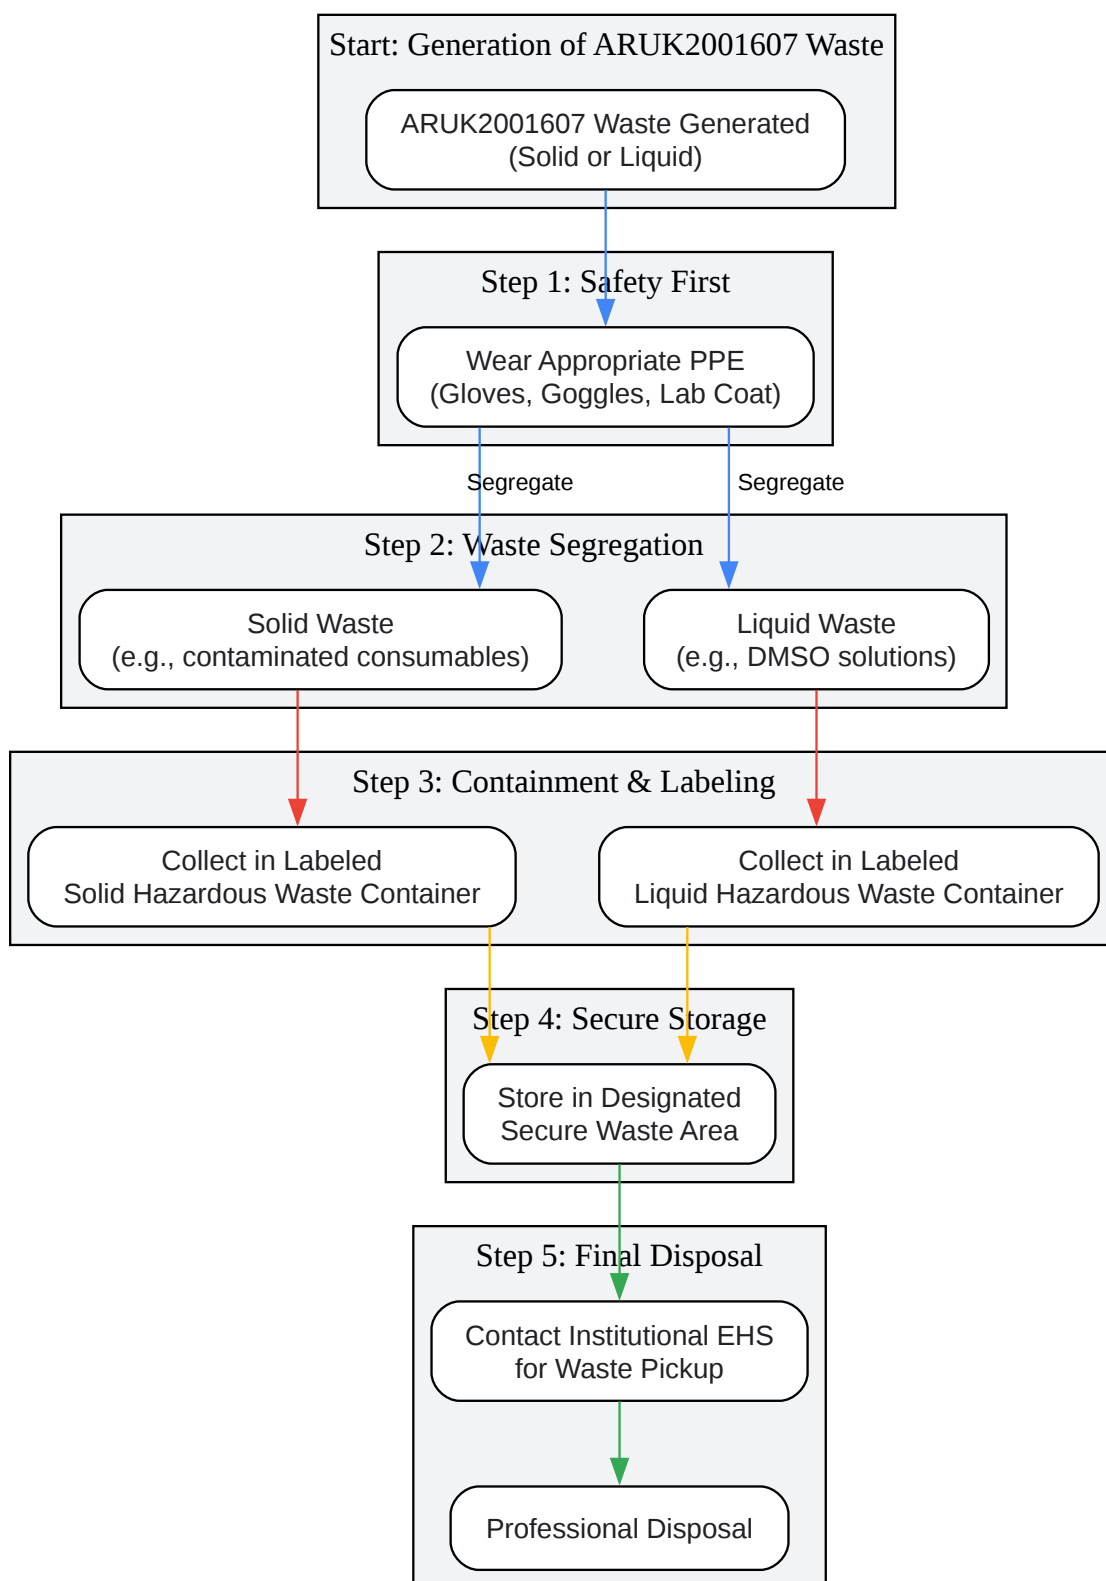 Start: Generation of ARUK2001607 Waste
ARUK2001607 Waste Generated
(Solid or Liquid)
Step 1: Safety First
Wear Appropriate PPE
(Gloves, Goggles, Lab Coat)
Segregate
Segregate
Step 2: Waste Segregation
Solid Waste
(e.g., contaminated consumables)
Liquid Waste
(e.g., DMSO solutions)
Step 3: Containment & Labeling
Collect in Labeled
Solid Hazardous Waste Container
Collect in Labeled
Liquid Hazardous Waste Container
Step 4: Secure Storage
Store in Designated
Secure Waste Area
Step 5: Final Disposal
Contact Institutional EHS
for Waste Pickup
Professional Disposal